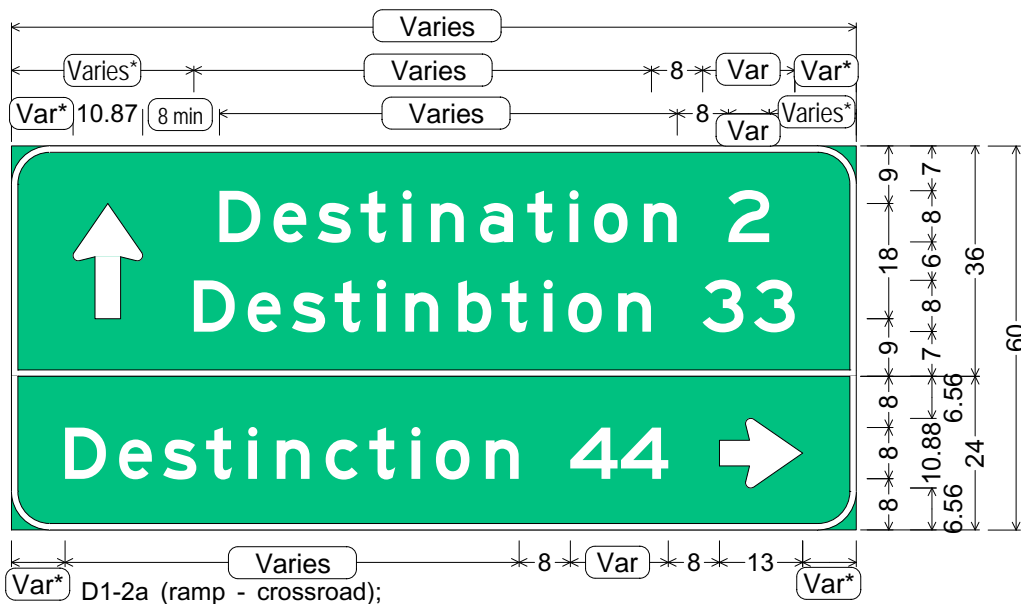 Varies
Varies* Varies 8 Var Var*
Var* 10.87 8 min Varies 8 Var Varies*
Destination 2
Destinbtion 33
Destinction 44
9 18 9 8 8 8
7 8 6 8 7 6.56 10.88 6.56
36 24
60
Var* Varies 8 Var 8 13 Var*
D1-2a (ramp - crossroad);